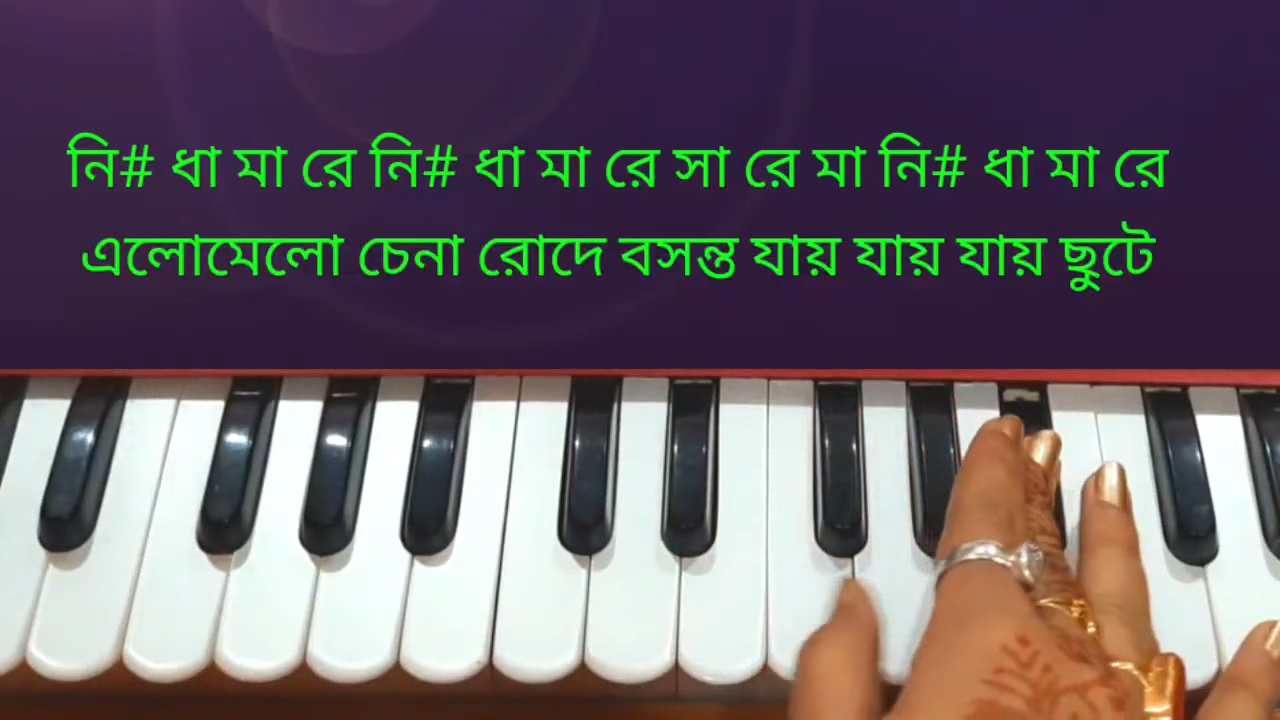 নি# ধা মা রে নি# ধা মা রে সা রে মা নি# ধা মা রে
এলোমেলো চেনা রোদে বসন্ত যায় যায় যায় ছুটে